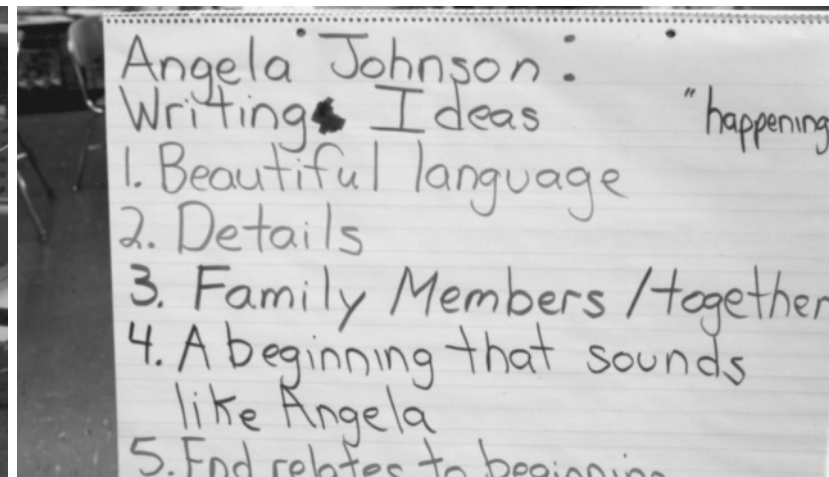 Angela Johnson:
Writing Ideas
"happening
1. Beautiful language
2. Details
3. Family Members / together
4. A beginning that sounds
like Angela
5. End relates to beginning